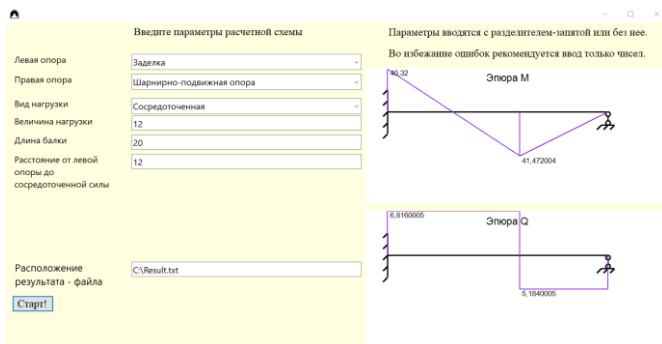 Введите параметры расчетной схемы
Параметры вводятся с разделителем-запятой или без нее.
Во избежание ошибок рекомендуется ввод только чисел.
Левая опора
Заделка
Правая опора
Шарнирно-подвижная опора
Вид нагрузки
Сосредоточенная
Величина нагрузки
12
Длина балки
20
Расстояние от левой
опоры до
сосредоточенной силы
12
Расположение
результата - файла
C:\Result.txt
Старт!
40,32
Эпюра M
41,472004
6,8160005
Эпюра Q
5,1840005